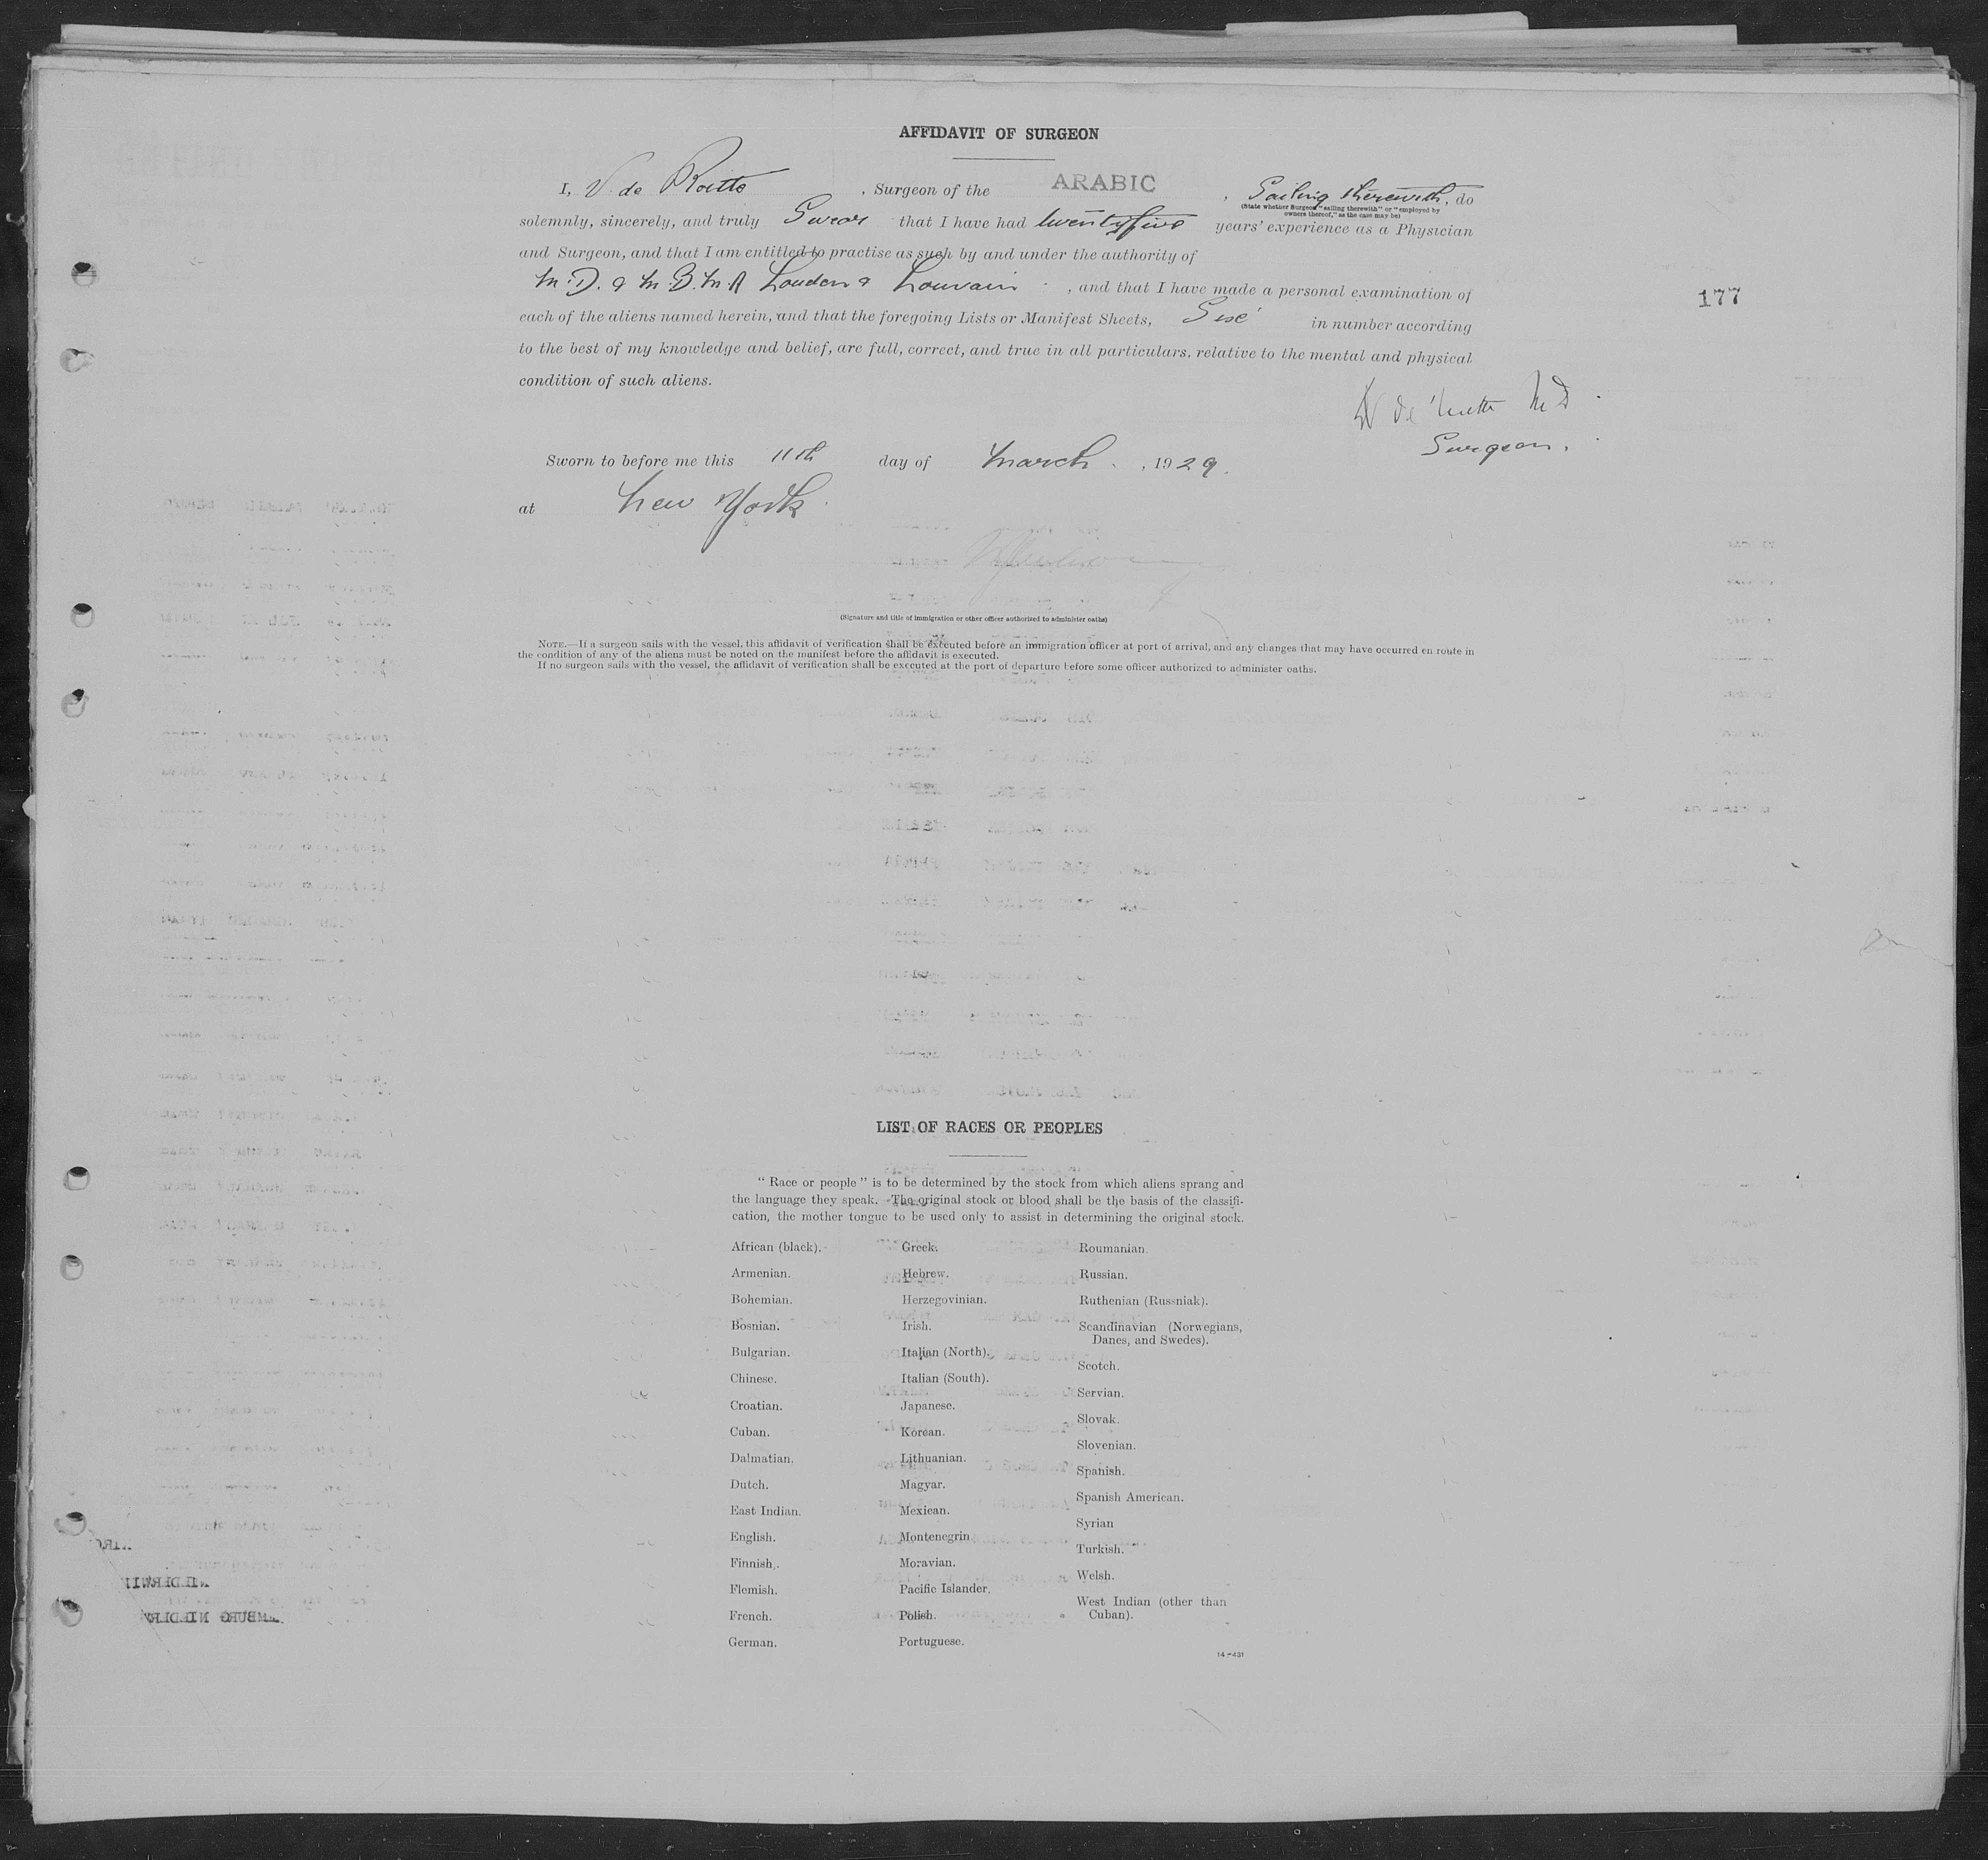 AFFIDAVIT OF SURGEON
I, V. de , Surgeon of the ARABIC , Sailing therewith, do
(State whether Surgeon "sailing therewith" or "employed by
owners thereof," as the case may be)
solemnly, sincerely, and truly Swear that I have had twentyfive years' experience as a Physician
and Surgeon, and that I am entitled to practise as such by and under the authority of
M.D. & London & Louvain , and that I have made a personal examination of
each of the aliens named herein, and that the foregoing Lists or Manifest Sheets, in number according
to the best of my knowledge and belief, are full, correct, and true in all particulars, relative to the mental and physical
condition of such aliens.
177
de M D
Surgeon.
Sworn to before me this 11th day of March , 1929.
at New York
(Signature and title of immigration or other officer authorized to administer oaths)
NOTE.—If a surgeon sails with the vessel, this affidavit of verification shall be executed before an immigration officer at port of arrival, and any changes that may have occurred en route in
the condition of any of the aliens must be noted on the manifest before the affidavit is executed.
If no surgeon sails with the vessel, the affidavit of verification shall be executed at the port of departure before some officer authorized to administer oaths.
LIST OF RACES OR PEOPLES
" Race or people " is to be determined by the stock from which aliens sprang and
the language they speak. The original stock or blood shall be the basis of the classifi-
cation, the mother tongue to be used only to assist in determining the original stock.
African (black).
Armenian.
Bohemian.
Bosnian.
Bulgarian.
Chinese.
Croatian.
Cuban.
Dalmatian.
Dutch.
East Indian.
English.
Finnish.
Flemish.
French.
German.
Greek.
Hebrew.
Herzegovinian.
Irish.
Italian (North).
Italian (South).
Japanese.
Korean.
Lithuanian.
Magyar.
Mexican.
Montenegrin.
Moravian.
Pacific Islander.
Polish.
Portuguese.
Roumanian.
Russian.
Ruthenian (Russniak).
Scandinavian (Norwegians,
Danes, and Swedes).
Scotch.
Servian.
Slovak.
Slovenian.
Spanish.
Spanish American.
Syrian
Turkish.
Welsh.
West Indian (other than
Cuban).
14—431